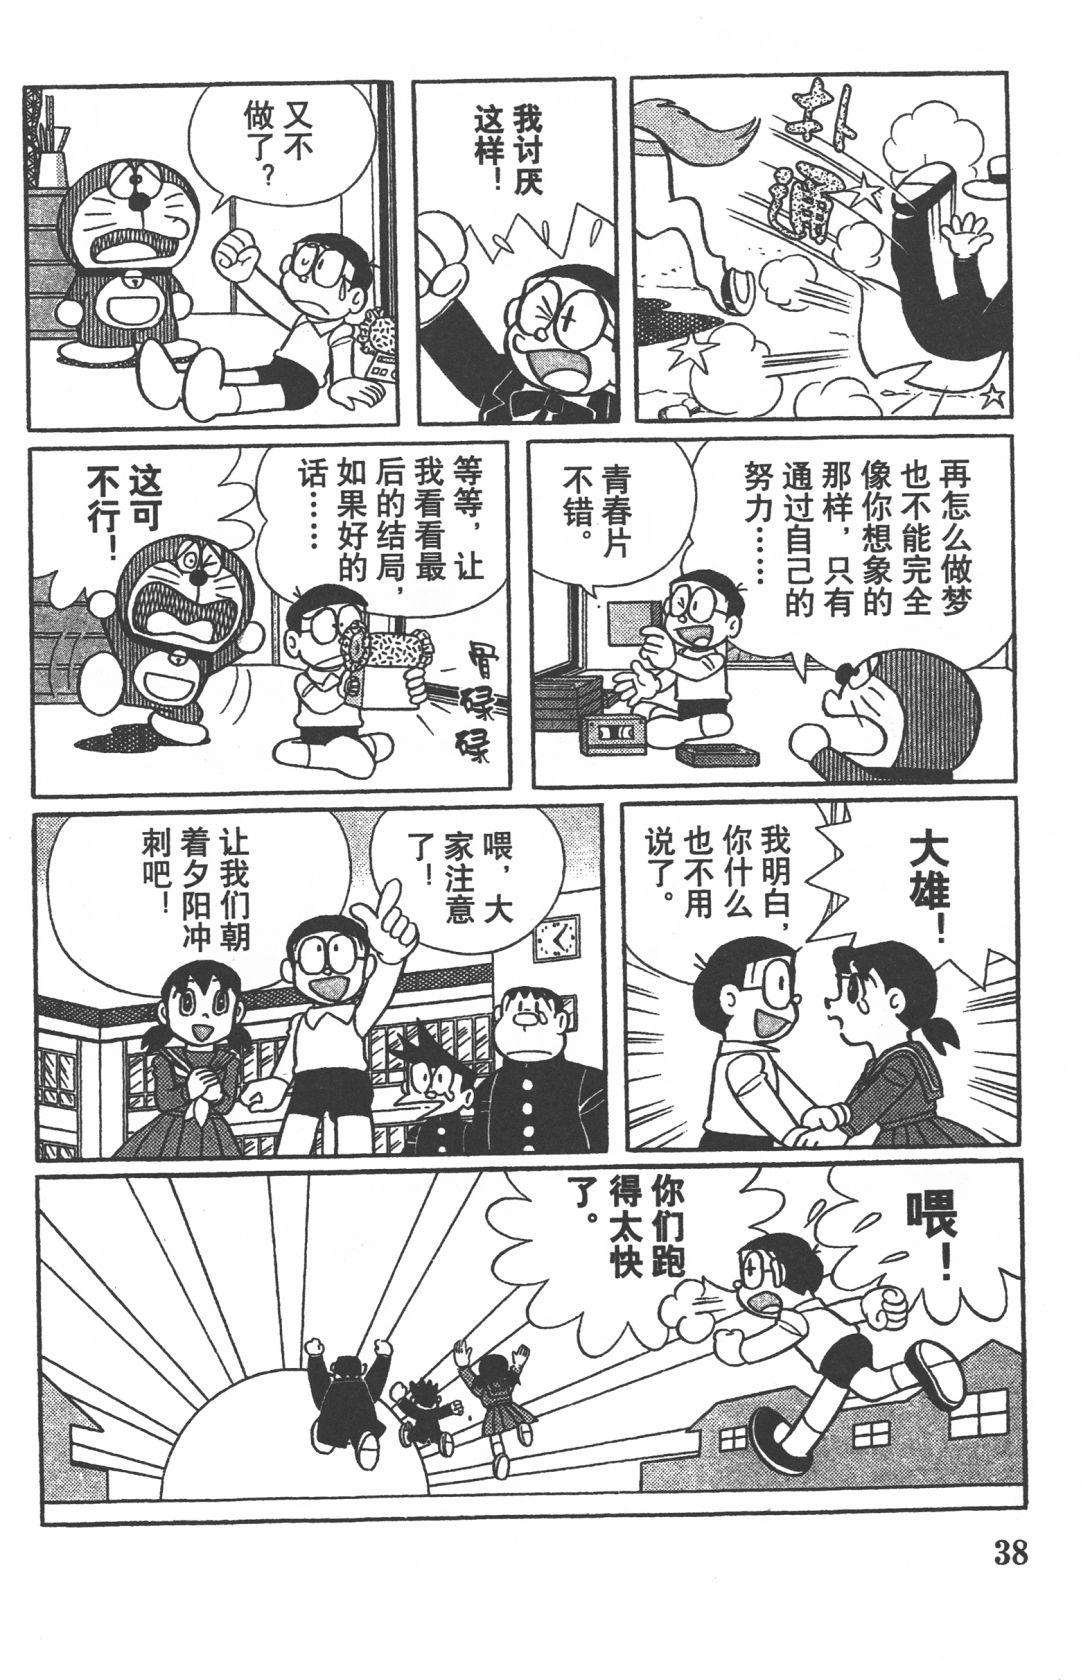 扑
通
我讨厌
这样！
又不
做了？
再怎么做梦
也不能完全
像你想象的
那样，只有
通过自己的
努力……
青春片
不错。
等等，让
我看看最
后的结局，
如果好的
话……
骨碌碌
这可
不行！
大雄！
我明白，
你什么
也不用
说了。
喂，大
家注意
了！
让我们朝
着夕阳冲
刺吧！
喂！
你们跑
得太快
了。
38